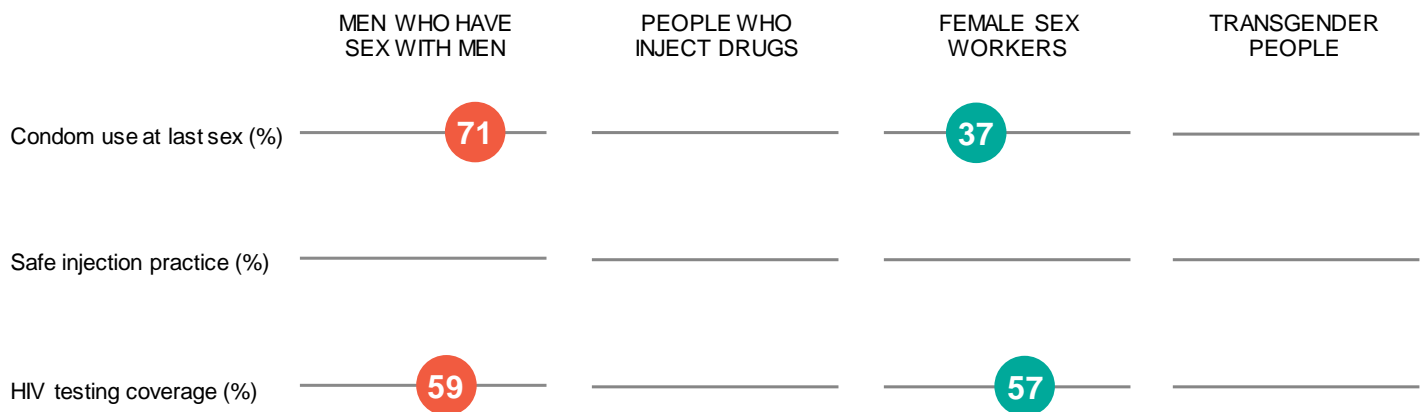 MEN WHO HAVE
SEX WITH MEN
PEOPLE WHO
INJECT DRUGS
FEMALE SEX
WORKERS
TRANSGENDER
PEOPLE
Condom use at last sex (%)
71
37
Safe injection practice (%)
HIV testing coverage (%)
59
57